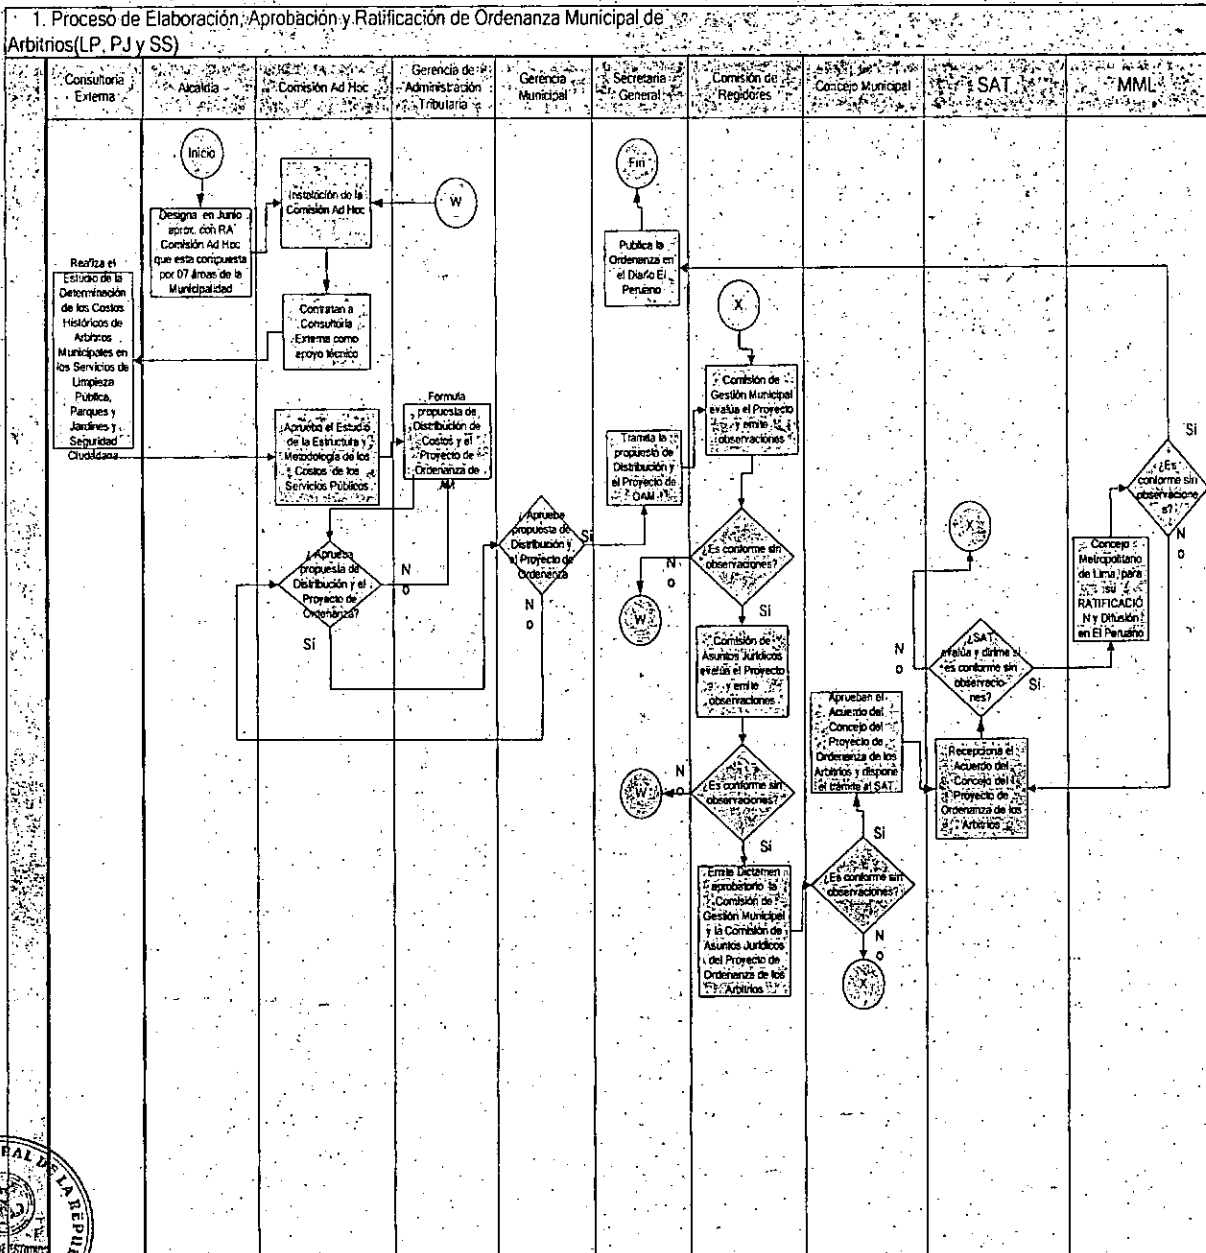 1. Proceso de Elaboración, Aprobación y Ratificación de Ordenanza Municipal de
Arbitrios(LP, PJ y SS)
Consultoria
Externa
Alcaldía
Comisión Ad Hoc
Gerencia de
Administración
Tributaria
Gerencia
Municipal
Secretaria
General
Comisión de
Regidores
Concejo Municipal
SAT
MML
Inicio
Designa en Junio
aprox. con RA
Comisión Ad Hoc
que esta compuesta
por 07 áreas de la
Municipalidad
Instalación de la
Comisión Ad Hoc
W
Contratan a
Consultoría
Externa como
apoyo técnico
Realiza el
Estudio de la
Determinación
de los Costos
Históricos de
Arbitrios
Municipales en
los Servicios de
Limpieza
Pública,
Parques y
Jardines y
Seguridad
Ciudadana
Aprueba el Estudio
de la Estructura y
Metodología de los
Costos de los
Servicios Públicos
Formula
propuesta de
Distribución de
Costos y el
Proyecto de
Ordenanza de
AM
¿Aprueba
propuesta de
Distribución y el
Proyecto de
Ordenanza?
N
o
Sí
¿Aprueba
propuesta de
Distribución y
el Proyecto de
Ordenanza
Si
N
o
Fin
Publica la
Ordenanza en
el Diario El
Peruano
Tramita la
propuesta de
Distribución y
el Proyecto de
OAM
X
Comisión de
Gestión Municipal
evalúa el Proyecto
y emite
observaciones
¿Es conforme sin
observaciones?
N
o
W
Sí
Comisión de
Asuntos Jurídicos
evalúa el Proyecto
y emite
observaciones
¿Es conforme sin
observaciones?
N
o
W
Sí
Emite Dictamen
aprobatorio la
Comisión de
Gestión Municipal
y la Comisión de
Asuntos Jurídicos
del Proyecto de
Ordenanza de los
Arbitrios
Aprueban el
Acuerdo del
Concejo del
Proyecto de
Ordenanza de los
Arbitrios y dispone
el trámite al SAT
Sí
¿Es conforme sin
observaciones?
N
o
X
X
N
o
¿SAT
evalúa y dirime si
es conforme sin
observacio-
nes?
Sí
Recepciona el
Acuerdo del
Concejo del
Proyecto de
Ordenanza de los
Arbitrios
Concejo
Metropolitano
de Lima, para
su
RATIFICACIÓ
N y Difusión
en El Peruano
¿Es
conforme sin
observacione
s?
Sí
N
o
RAL DE LA REPU